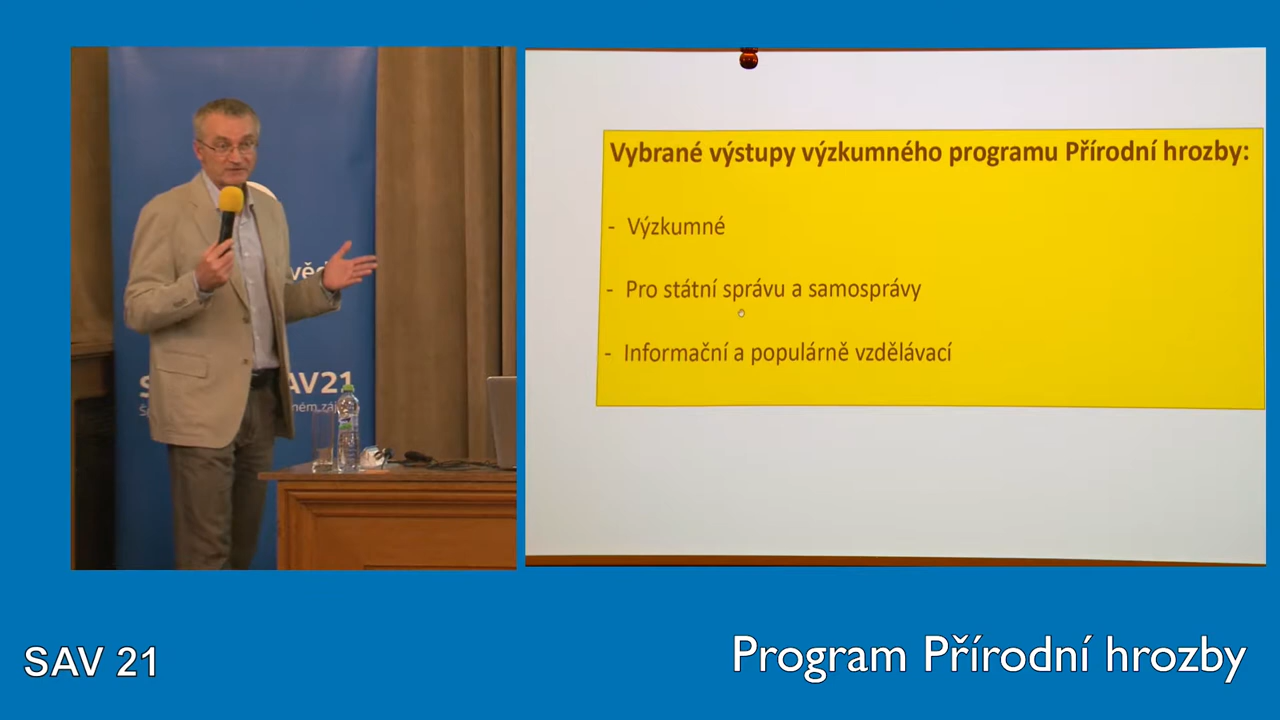 Vybrané výstupy výzkumného programu Přírodní hrozby:
- Výzkumné
- Pro státní správu a samosprávy
- Informační a populárně vzdělávací
AV21
SAV 21
Program Přírodní hrozby